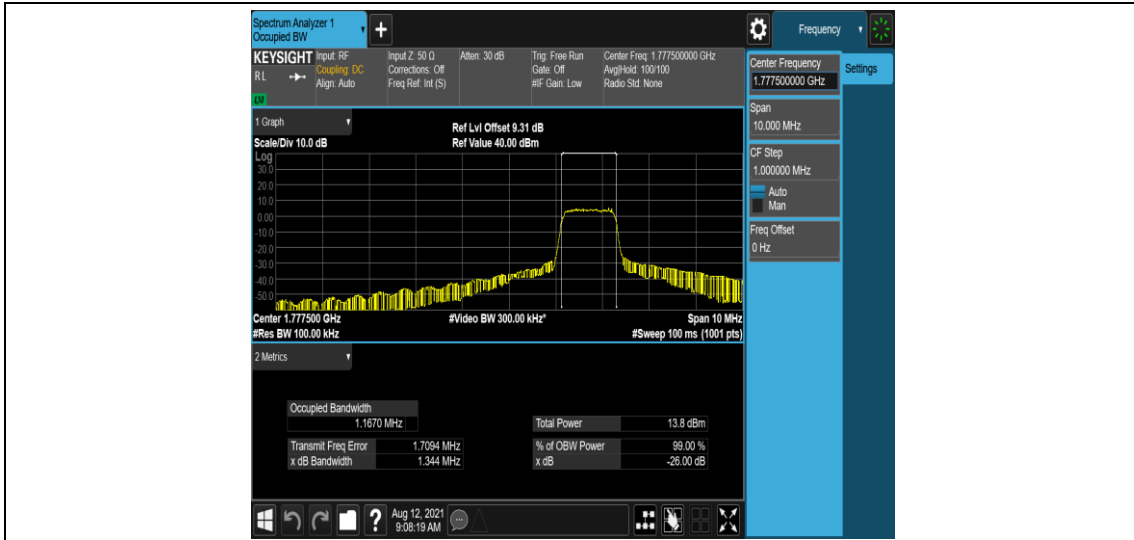 Spectrum Analyzer 1
Occupied BW
Frequency
KEYSIGHT Input: RF Input Z: 50 Ω Atten: 30 dB Trig: Free Run Center Freq: 1.777500000 GHz
RL Coupling: DC Corrections: Off Gate: Off Avg|Hold: 100/100
Align: Auto Freq Ref: Int (S) #IF Gain: Low Radio Std: None
Center Frequency
1.777500000 GHz
Settings
Span
10.000 MHz
CF Step
1.000000 MHz
Auto
Man
Freq Offset
0 Hz
1 Graph
Ref Lvl Offset 9.31 dB
Scale/Div 10.0 dB Ref Value 40.00 dBm
Log
30.0
20.0
10.0
0.00
-10.0
-20.0
-30.0
-40.0
-50.0
Center 1.777500 GHz #Video BW 300.00 kHz* Span 10 MHz
#Res BW 100.00 kHz #Sweep 100 ms (1001 pts)
2 Metrics
Occupied Bandwidth
1.1670 MHz Total Power 13.8 dBm
Transmit Freq Error 1.7094 MHz % of OBW Power 99.00 %
x dB Bandwidth 1.344 MHz x dB -26.00 dB
? Aug 12, 2021
9:08:19 AM